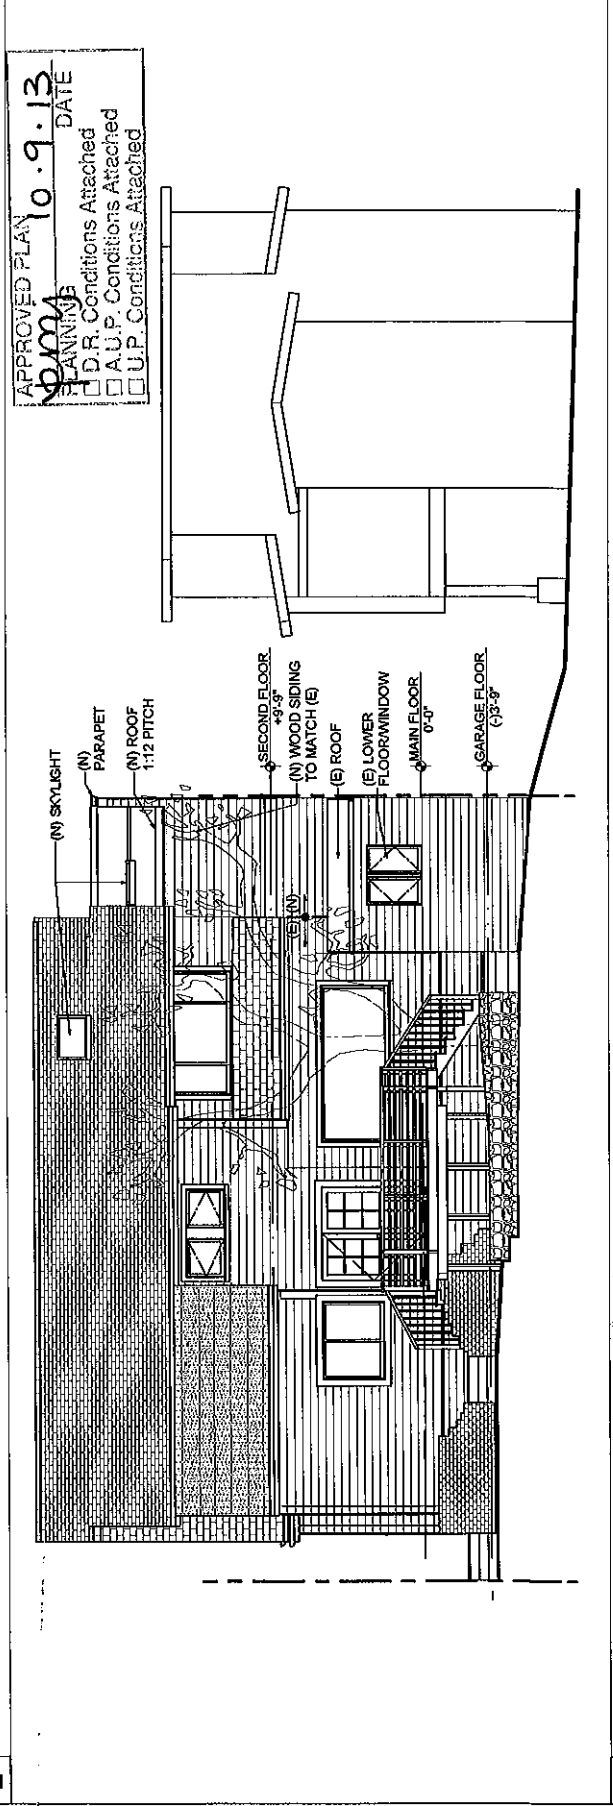 APPROVED PLAN
10.9.13
PLANNING DATE
☐ D.R. Conditions Attached
☐ A.U.P. Conditions Attached
☐ U.P. Conditions Attached
(N) SKYLIGHT
(N)
PARAPET
(N) ROOF
1:12 PITCH
SECOND FLOOR
+9'-9"
(N) WOOD SIDING
TO MATCH (E)
(E) ROOF
(E) LOWER
FLOOR/WINDOW
MAIN FLOOR
0'-0"
GARAGE FLOOR
(-)3'-9"
(E) (N)